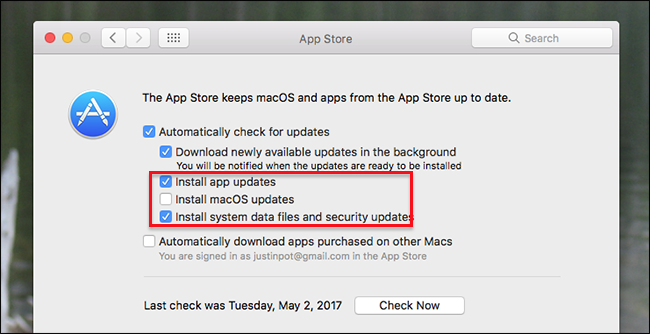 App Store
Search
The App Store keeps macOS and apps from the App Store up to date.
Automatically check for updates
Download newly available updates in the background
You will be notified when the updates are ready to be installed
Install app updates
Install macOS updates
Install system data files and security updates
Automatically download apps purchased on other Macs
You are signed in as justinpot@gmail.com in the App Store
Last check was Tuesday, May 2, 2017 Check Now